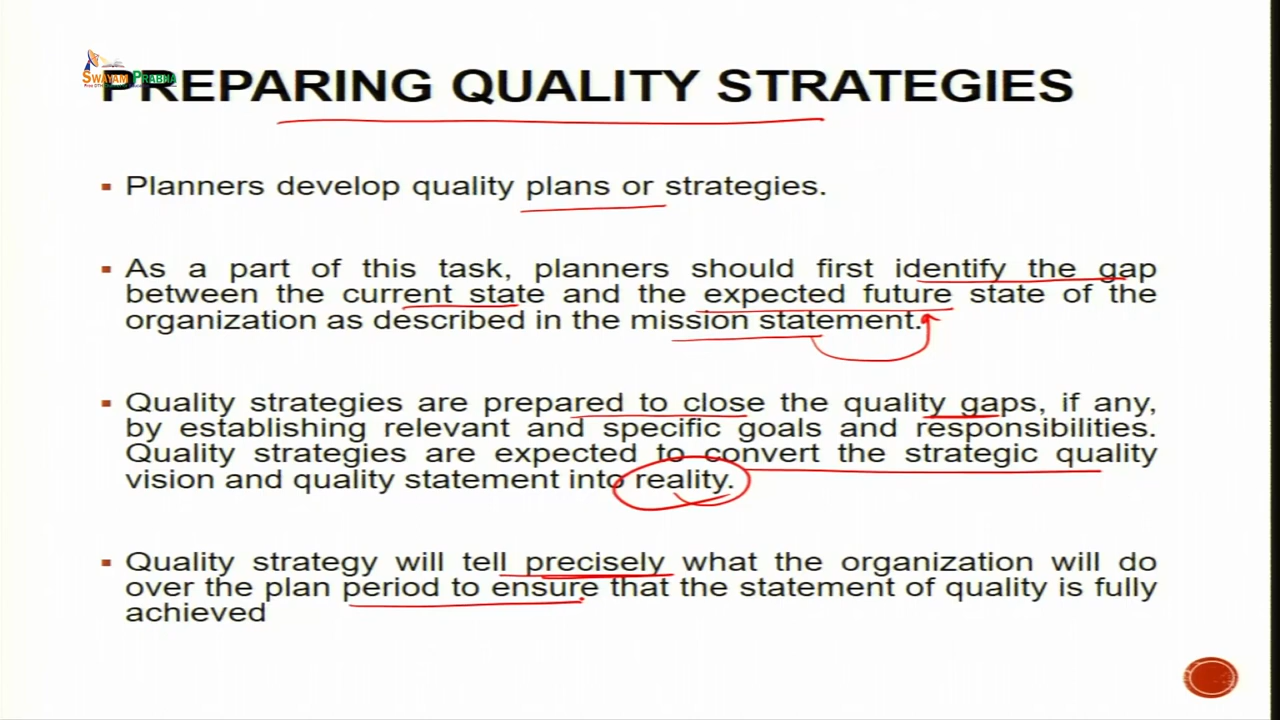 SWAYAM PRABHA
PREPARING QUALITY STRATEGIES
▪ Planners develop quality plans or strategies.
▪ As a part of this task, planners should first identify the gap
between the current state and the expected future state of the
organization as described in the mission statement.
▪ Quality strategies are prepared to close the quality gaps, if any,
by establishing relevant and specific goals and responsibilities.
Quality strategies are expected to convert the strategic quality
vision and quality statement into reality.
▪ Quality strategy will tell precisely what the organization will do
over the plan period to ensure that the statement of quality is fully
achieved